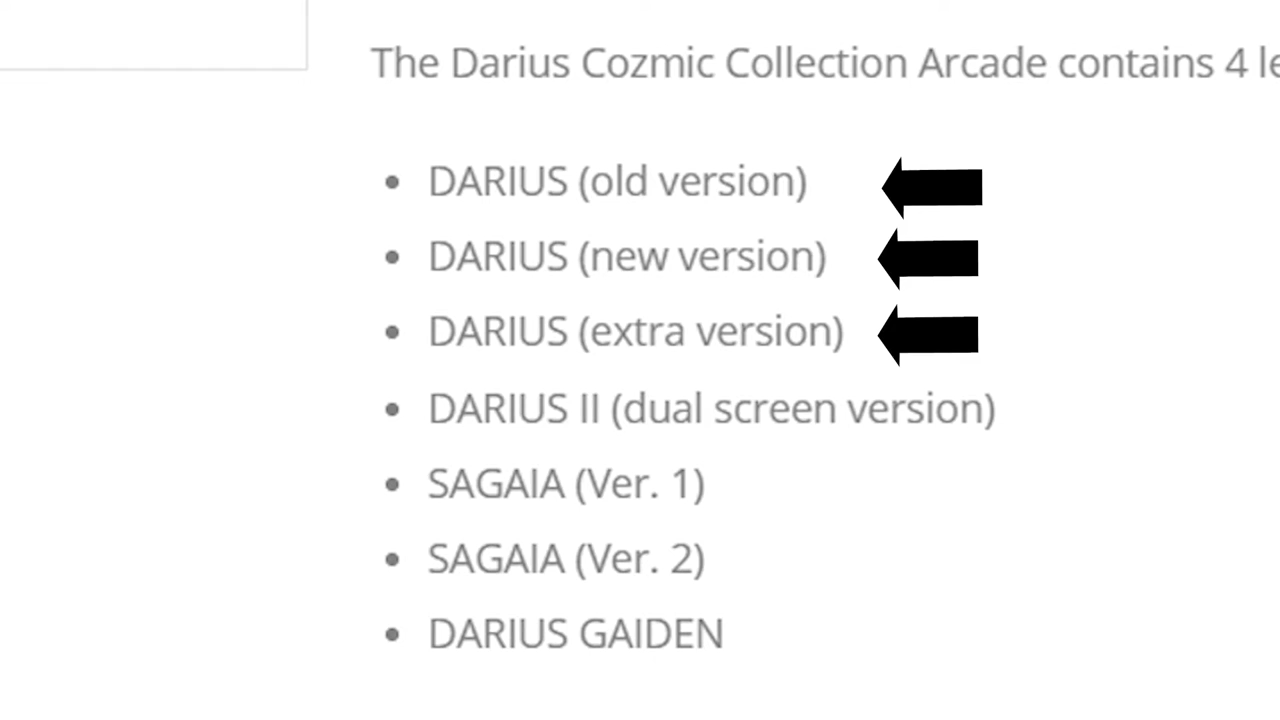 The Darius Cozmic Collection Arcade contains 4 le
• DARIUS (old version)
• DARIUS (new version)
• DARIUS (extra version)
• DARIUS II (dual screen version)
• SAGAIA (Ver. 1)
• SAGAIA (Ver. 2)
• DARIUS GAIDEN